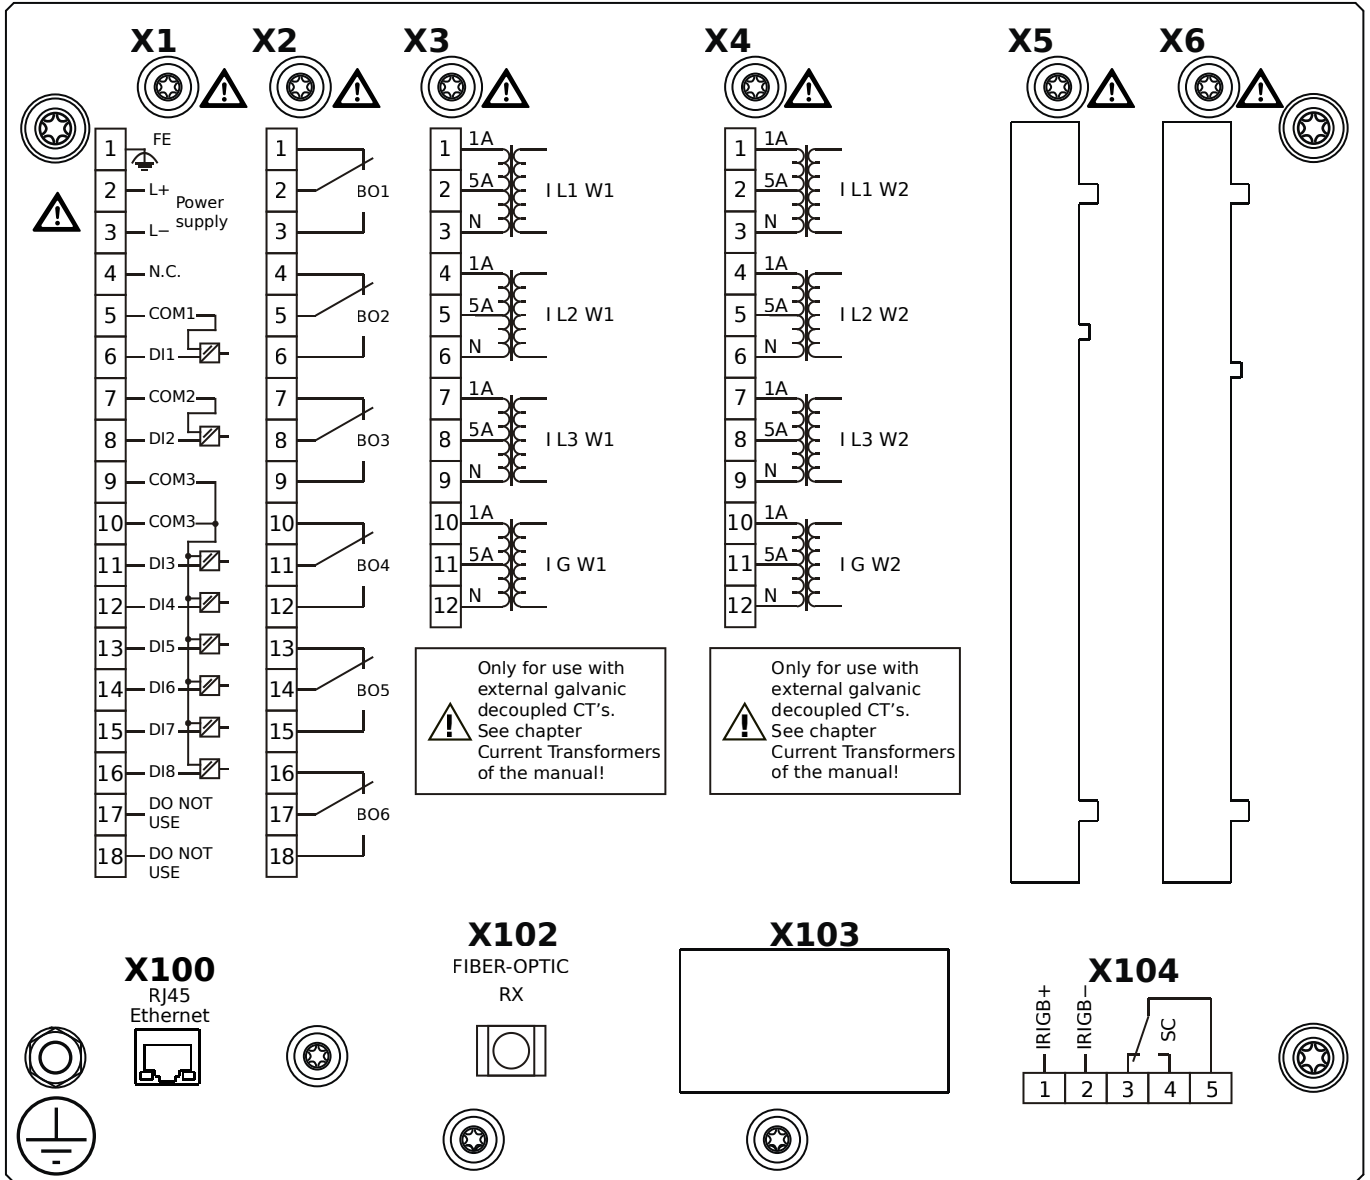 X1 X2 X3 X4 X5 X6
1 FE
2 L+
Power
supply
3 L−
4 N.C.
5 COM1
6 DI1
7 COM2
8 DI2
9 COM3
10 COM3
11 DI3
12 DI4
13 DI5
14 DI6
15 DI7
16 DI8
17 DO NOT
USE
18 DO NOT
USE
1
2 BO1
3
4
5 BO2
6
7
8 BO3
9
10
11 BO4
12
13
14 BO5
15
16
17 BO6
18
1 1A
2 5A I L1 W1
3 N
4 1A
5 5A I L2 W1
6 N
7 1A
8 5A I L3 W1
9 N
10 1A
11 5A I G W1
12 N
Only for use with
external galvanic
decoupled CT's.
See chapter
Current Transformers
of the manual!
1 1A
2 5A I L1 W2
3 N
4 1A
5 5A I L2 W2
6 N
7 1A
8 5A I L3 W2
9 N
10 1A
11 5A I G W2
12 N
Only for use with
external galvanic
decoupled CT's.
See chapter
Current Transformers
of the manual!
X100
RJ45
Ethernet
X102
FIBER-OPTIC
RX
X103
X104
IRIGB+
IRIGB−
SC
1 2 3 4 5